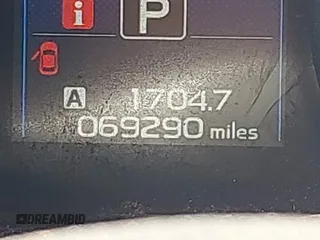 i P
A 1704.7
069290 miles
DREAMBID